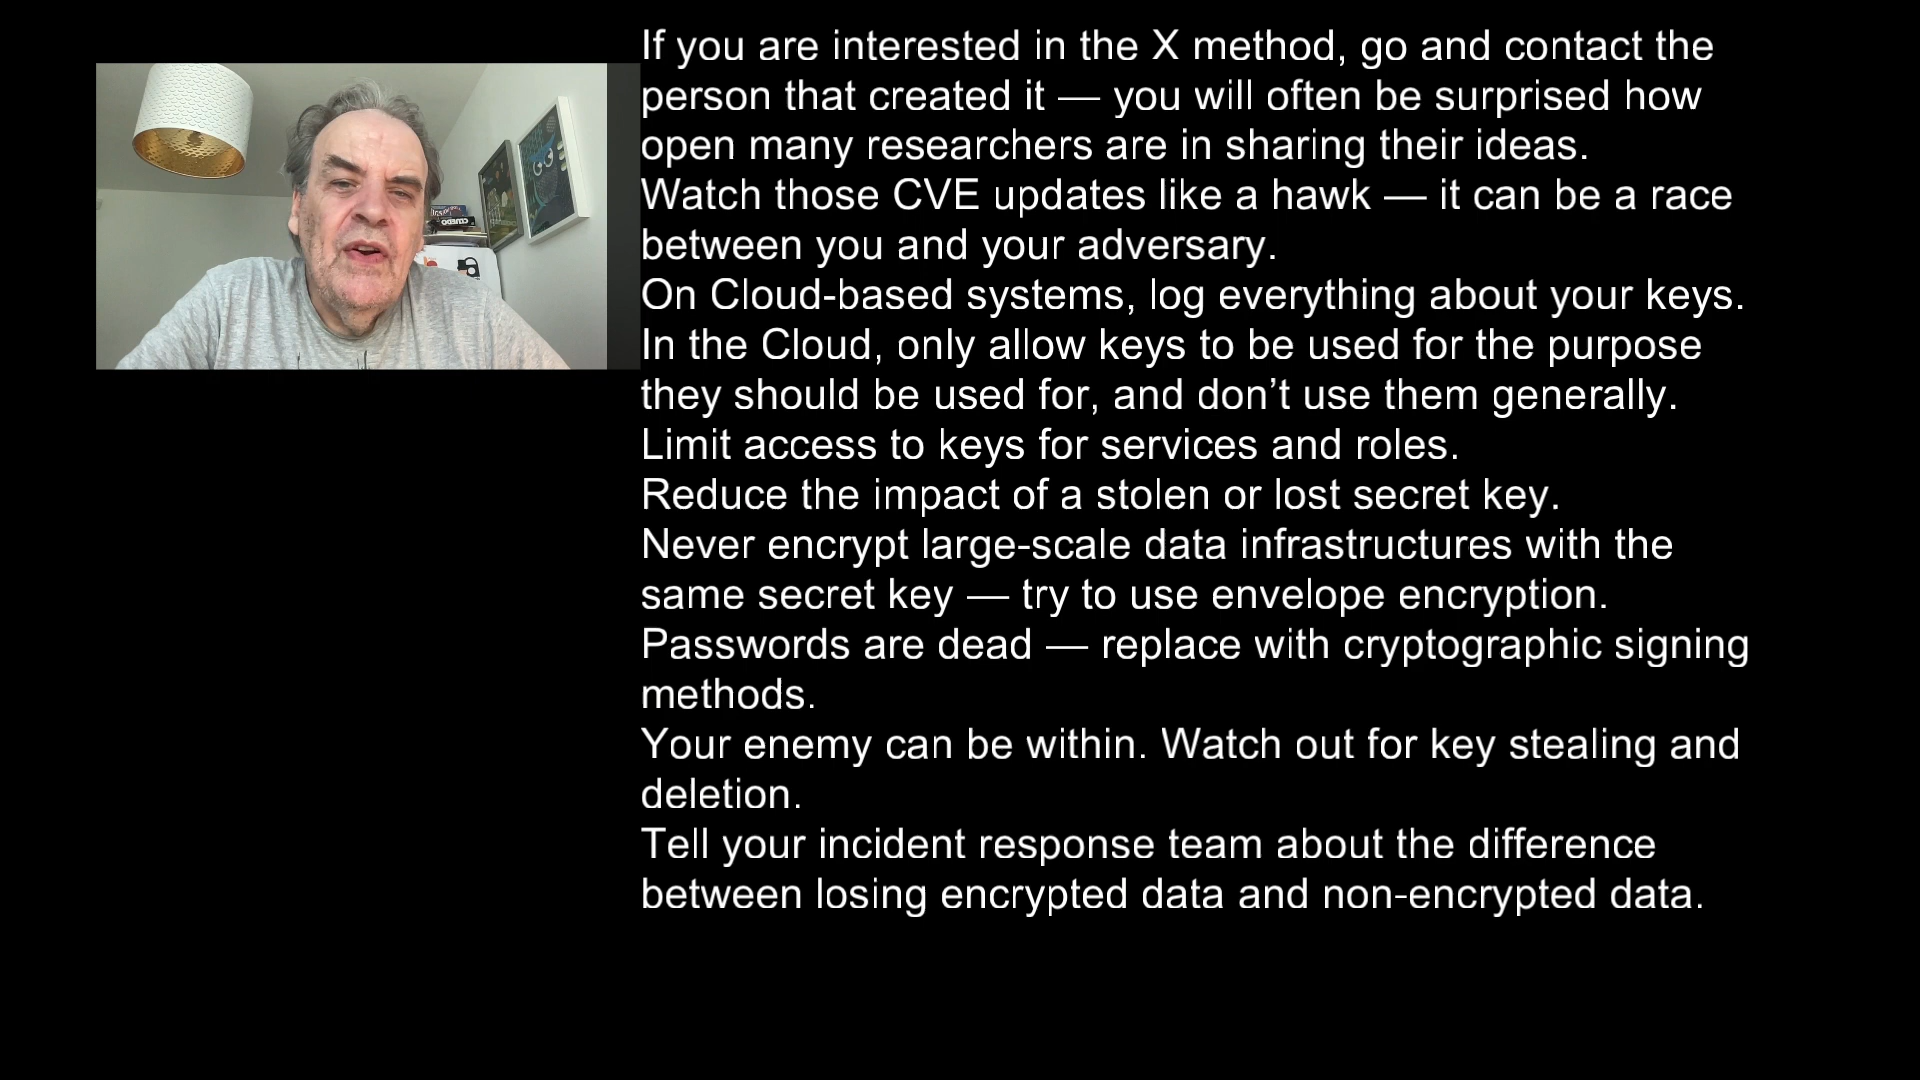 If you are interested in the X method, go and contact the
person that created it — you will often be surprised how
open many researchers are in sharing their ideas.
Watch those CVE updates like a hawk — it can be a race
between you and your adversary.
On Cloud-based systems, log everything about your keys.
In the Cloud, only allow keys to be used for the purpose
they should be used for, and don’t use them generally.
Limit access to keys for services and roles.
Reduce the impact of a stolen or lost secret key.
Never encrypt large-scale data infrastructures with the
same secret key — try to use envelope encryption.
Passwords are dead — replace with cryptographic signing
methods.
Your enemy can be within. Watch out for key stealing and
deletion.
Tell your incident response team about the difference
between losing encrypted data and non-encrypted data.